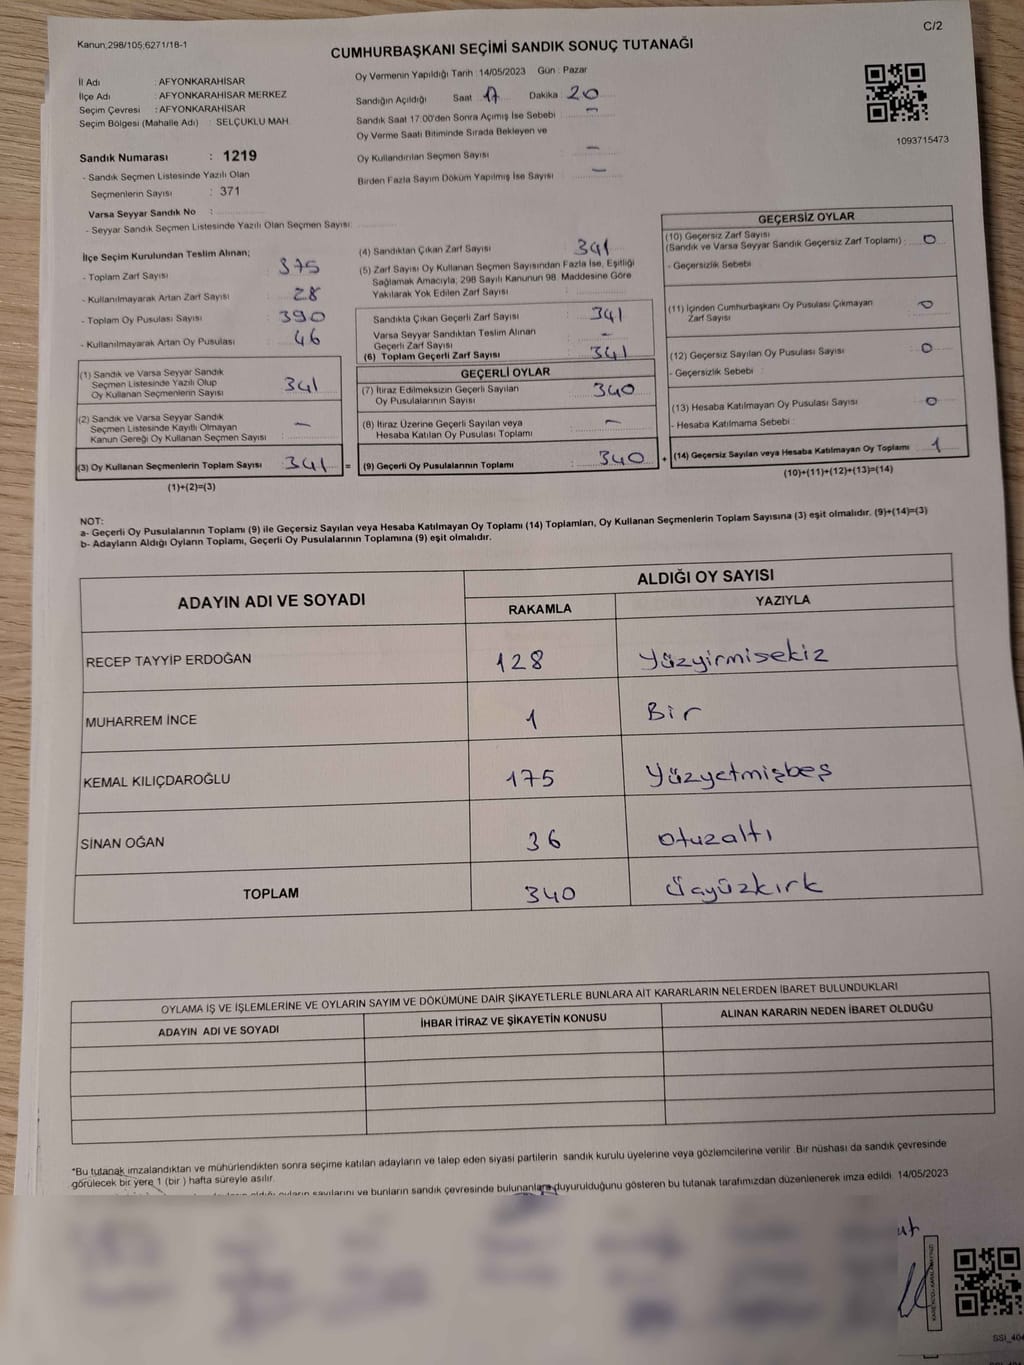 Kanun;298/105;6271/18-1
C/2
CUMHURBAŞKANI SEÇİMİ SANDIK SONUÇ TUTANAĞI
İl Adı : AFYONKARAHİSAR
İlçe Adı : AFYONKARAHİSAR MERKEZ
Seçim Çevresi : AFYONKARAHİSAR
Seçim Bölgesi (Mahalle Adı) : SELÇUKLU MAH.
Sandık Numarası : 1219
- Sandık Seçmen Listesinde Yazılı Olan
Seçmenlerin Sayısı : 371
Varsa Seyyar Sandık No :
- Seyyar Sandık Seçmen Listesinde Yazılı Olan Seçmen Sayısı:
Oy Vermenin Yapıldığı Tarih : 14/05/2023 Gün : Pazar
Sandığın Açıldığı Saat 17 Dakika 20
Sandık Saat 17:00'den Sonra Açımış İse Sebebi : -
Oy Verme Saati Bitiminde Sırada Bekleyen ve
Oy Kullandırılan Seçmen Sayısı : -
Birden Fazla Sayım Döküm Yapılmış İse Sayısı : -
1093715473
İlçe Seçim Kurulundan Teslim Alınan;
- Toplam Zarf Sayısı : 375
- Kullanılmayarak Artan Zarf Sayısı : 28
- Toplam Oy Pusulası Sayısı : 390
- Kullanılmayarak Artan Oy Pusulası : 46
(1) Sandık ve Varsa Seyyar Sandık
Seçmen Listesinde Yazılı Olup
Oy Kullanan Seçmenlerin Sayısı : 341
(2) Sandık ve Varsa Seyyar Sandık
Seçmen Listesinde Kayıtlı Olmayan
Kanun Gereği Oy Kullanan Seçmen Sayısı : -
(3) Oy Kullanan Seçmenlerin Toplam Sayısı : 341 =
(1)+(2)=(3)
(4) Sandıktan Çıkan Zarf Sayısı : 341
(5) Zarf Sayısı Oy Kullanan Seçmen Sayısından Fazla İse, Eşitliği
Sağlamak Amacıyla; 298 Sayılı Kanunun 98. Maddesine Göre
Yakılarak Yok Edilen Zarf Sayısı :
Sandıkta Çıkan Geçerli Zarf Sayısı : 341
Varsa Seyyar Sandıktan Teslim Alınan
Geçerli Zarf Sayısı : -
(6) Toplam Geçerli Zarf Sayısı : 341
GEÇERLİ OYLAR
(7) İtiraz Edilmeksizin Geçerli Sayılan
Oy Pusulalarının Sayısı : 340
(8) İtiraz Üzerine Geçerli Sayılan veya
Hesaba Katılan Oy Pusulası Toplamı : -
(9) Geçerli Oy Pusulalarının Toplamı : 340 +
GEÇERSİZ OYLAR
(10) Geçersiz Zarf Sayısı
(Sandık ve Varsa Seyyar Sandık Geçersiz Zarf Toplamı) : 0
- Geçersizlik Sebebi :
(11) İçinden Cumhurbaşkanı Oy Pusulası Çıkmayan
Zarf Sayısı : 0
(12) Geçersiz Sayılan Oy Pusulası Sayısı : 0
- Geçersizlik Sebebi :
(13) Hesaba Katılmayan Oy Pusulası Sayısı : 0
- Hesaba Katılmama Sebebi :
(14) Geçersiz Sayılan veya Hesaba Katılmayan Oy Toplamı : 1
(10)+(11)+(12)+(13)=(14)
NOT:
a- Geçerli Oy Pusulalarının Toplamı (9) ile Geçersiz Sayılan veya Hesaba Katılmayan Oy Toplamı (14) Toplamları, Oy Kullanan Seçmenlerin Toplam Sayısına (3) eşit olmalıdır. (9)+(14)=(3)
b- Adayların Aldığı Oyların Toplamı, Geçerli Oy Pusulalarının Toplamına (9) eşit olmalıdır.
ADAYIN ADI VE SOYADI
ALDIĞI OY SAYISI
RAKAMLA YAZIYLA
RECEP TAYYİP ERDOĞAN 128 Yüzyirmisekiz
MUHARREM İNCE 1 Bir
KEMAL KILIÇDAROĞLU 175 Yüzyetmişbeş
SİNAN OĞAN 36 otuzaltı
TOPLAM 340 Üçyüzkırk
OYLAMA İŞ VE İŞLEMLERİNE VE OYLARIN SAYIM VE DÖKÜMÜNE DAİR ŞİKAYETLERLE BUNLARA AİT KARARLARIN NELERDEN İBARET BULUNDUKLARI
ADAYIN ADI VE SOYADI İHBAR İTİRAZ VE ŞİKAYETİN KONUSU ALINAN KARARIN NEDEN İBARET OLDUĞU
*Bu tutanak imzalandıktan ve mühürlendikten sonra seçime katılan adayların ve talep eden siyasi partilerin sandık kurulu üyelerine veya gözlemcilerine verilir. Bir nüshası da sandık çevresinde
görülecek bir yere 1 (bir) hafta süreyle asılır.
sayılarını ve bunların sandık çevresinde bulunanlara duyurulduğunu gösteren bu tutanak tarafımızdan düzenlenerek imza edildi. 14/05/2023